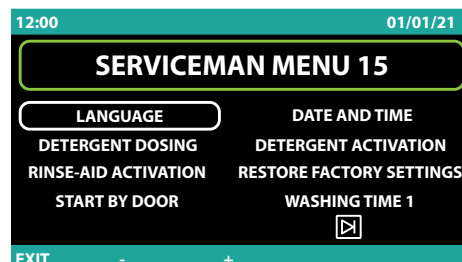 12:00 01/01/21
SERVICEMAN MENU 15
LANGUAGE DATE AND TIME
DETERGENT DOSING DETERGENT ACTIVATION
RINSE-AID ACTIVATION RESTORE FACTORY SETTINGS
START BY DOOR WASHING TIME 1
EXIT - +